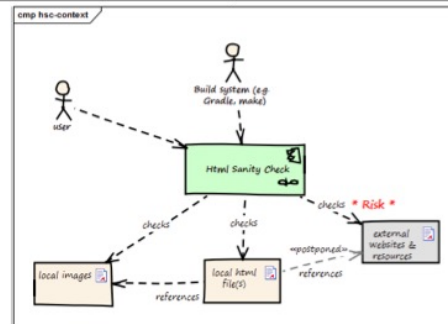 cmp hsc-context
Build system (e.g.
Gradle, make)
user
Html Sanity Check
checks
checks
checks
* Risk *
external
websites &
resources
«postponed»
references
local images
local html
file(s)
references